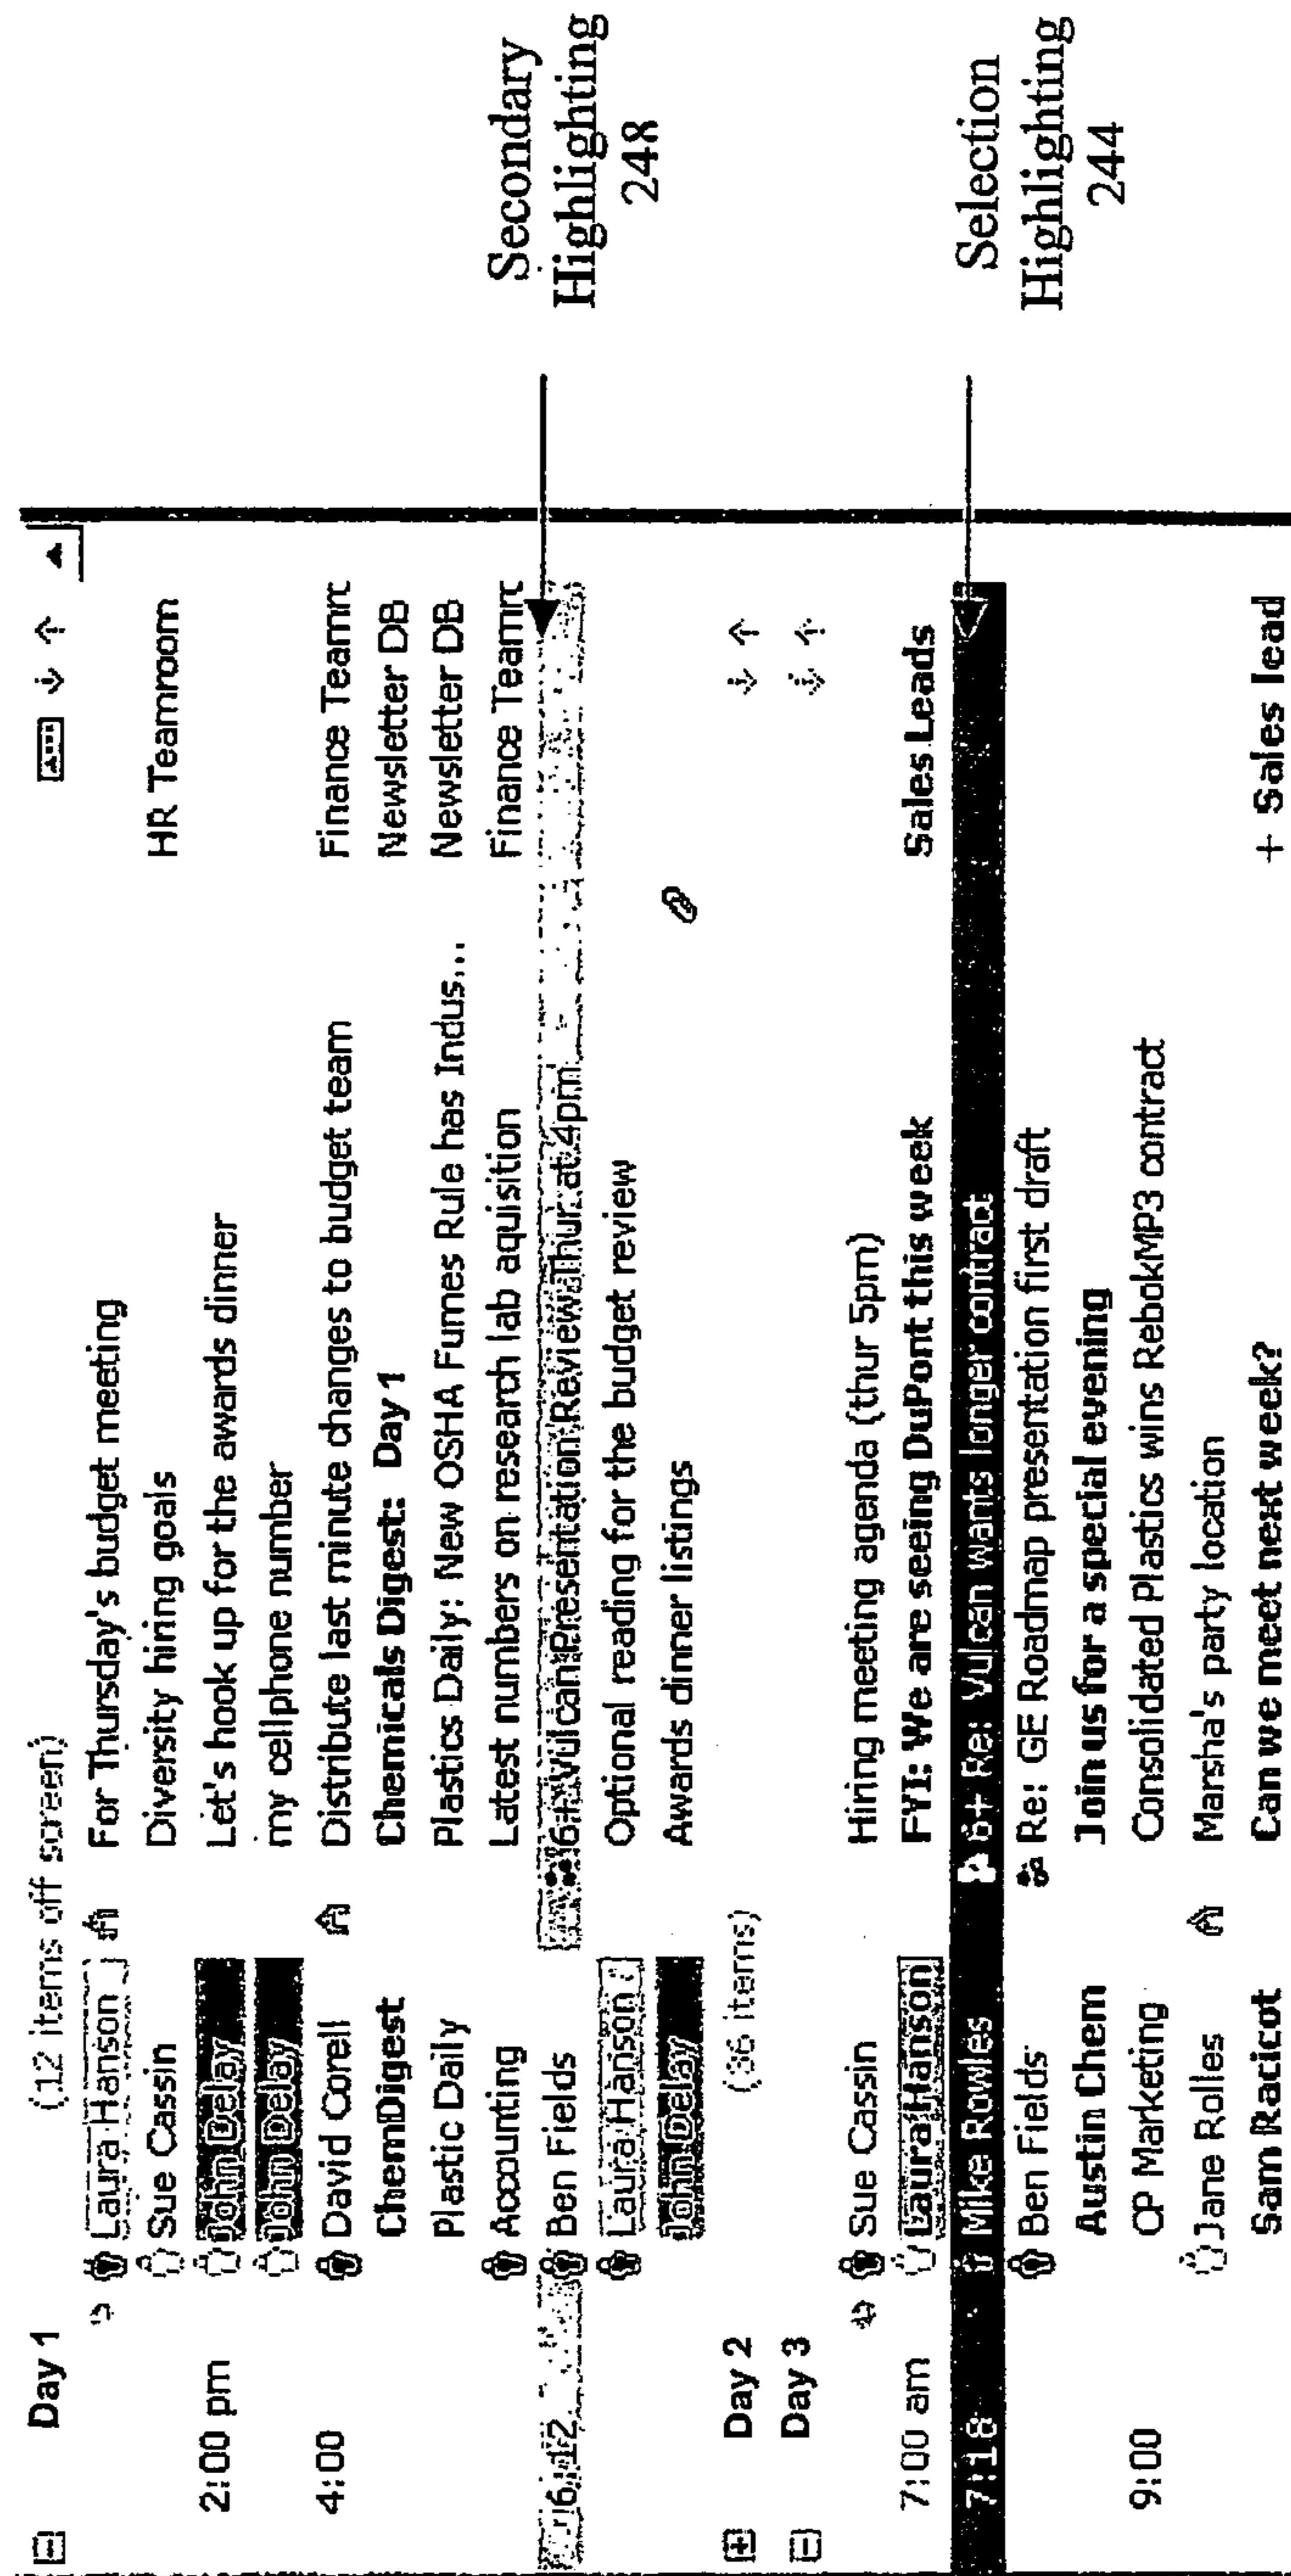 Day 1 (12 items off screen)
Laura Hanson For Thursday's budget meeting
Sue Cassin Diversity hiring goals HR Teamroom
2:00 pm John Delay Let's hook up for the awards dinner
John Delay my cellphone number
4:00 David Corell Distribute last minute changes to budget team Finance Teamrc
ChemDigest Chemicals Digest: Day 1 Newsletter DB
Plastic Daily Plastics Daily: New OSHA Fumes Rule has Indus... Newsletter DB
Accounting Latest numbers on research lab aquisition Finance Teamrc
6:12 Ben Fields 6+ Vulcan Presentation Review Thur at 4pm
Laura Hanson Optional reading for the budget review
John Delay Awards dinner listings
Day 2 (36 items)
Day 3
Sue Cassin Hiring meeting agenda (thur 5pm)
7:00 am Laura Hanson FYI: We are seeing DuPont this week Sales Leads
7:18 Mike Rowles 6+ Re: Vulcan wants longer contract
Ben Fields Re: GE Roadmap presentation first draft
Austin Chem Join us for a special evening
9:00 OP Marketing Consolidated Plastics wins RebokMP3 contract
Jane Rolles Marsha's party location
Sam Racicot Can we meet next week? + Sales lead
Secondary
Highlighting
248
Selection
Highlighting
244